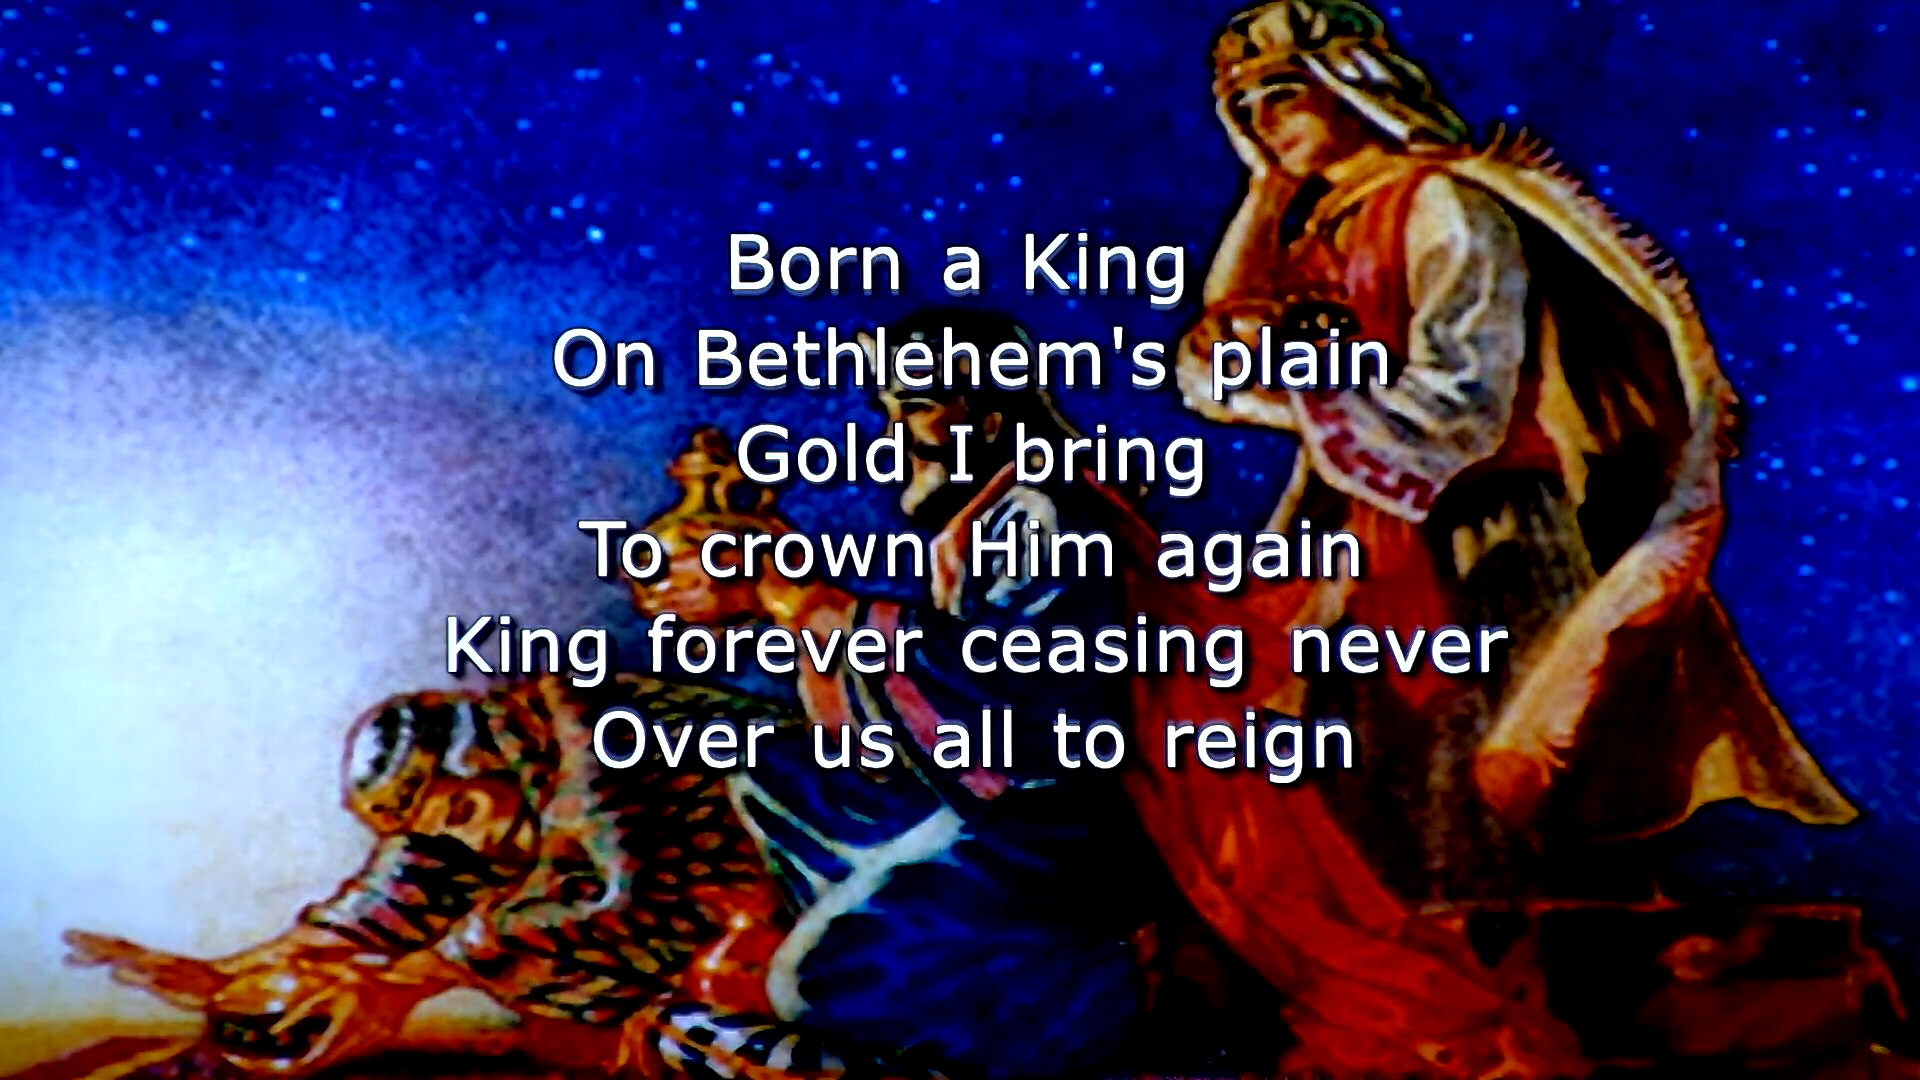 Born a King
On Bethlehem's plain
Gold I bring
To crown Him again
King forever ceasing never
Over us all to reign